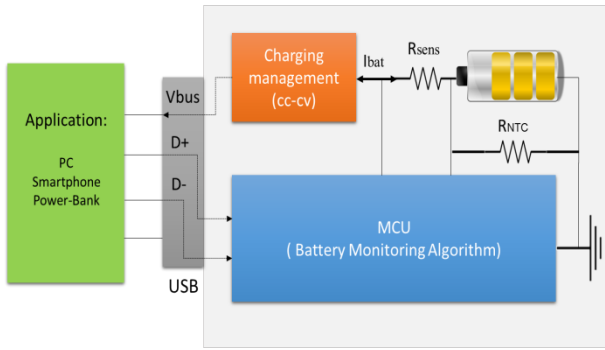 Application:
PC
Smartphone
Power-Bank
Vbus
D+
D-
USB
Charging
management
(cc-cv)
Ibat
Rsens
RNTC
MCU
( Battery Monitoring Algorithm)